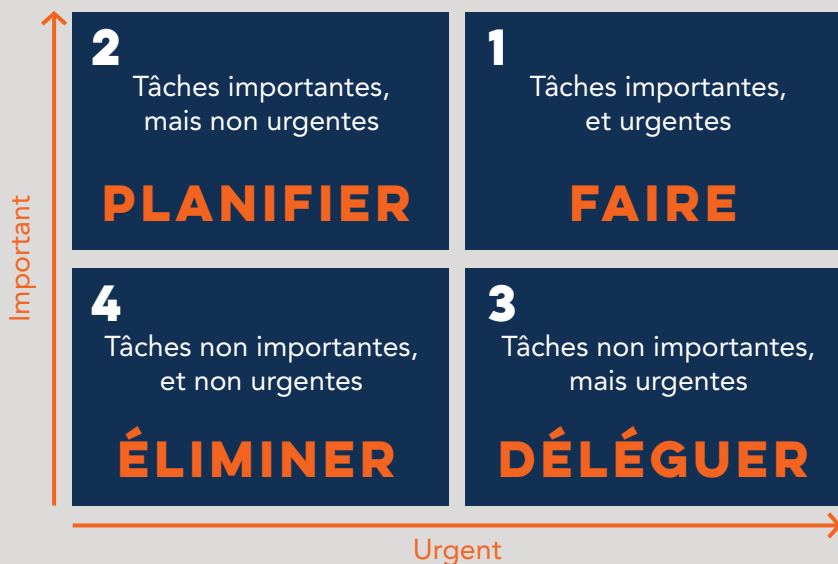 2
Tâches importantes,
mais non urgentes
PLANIFIER
1
Tâches importantes,
et urgentes
FAIRE
4
Tâches non importantes,
et non urgentes
ÉLIMINER
3
Tâches non importantes,
mais urgentes
DÉLÉGUER
Important
Urgent